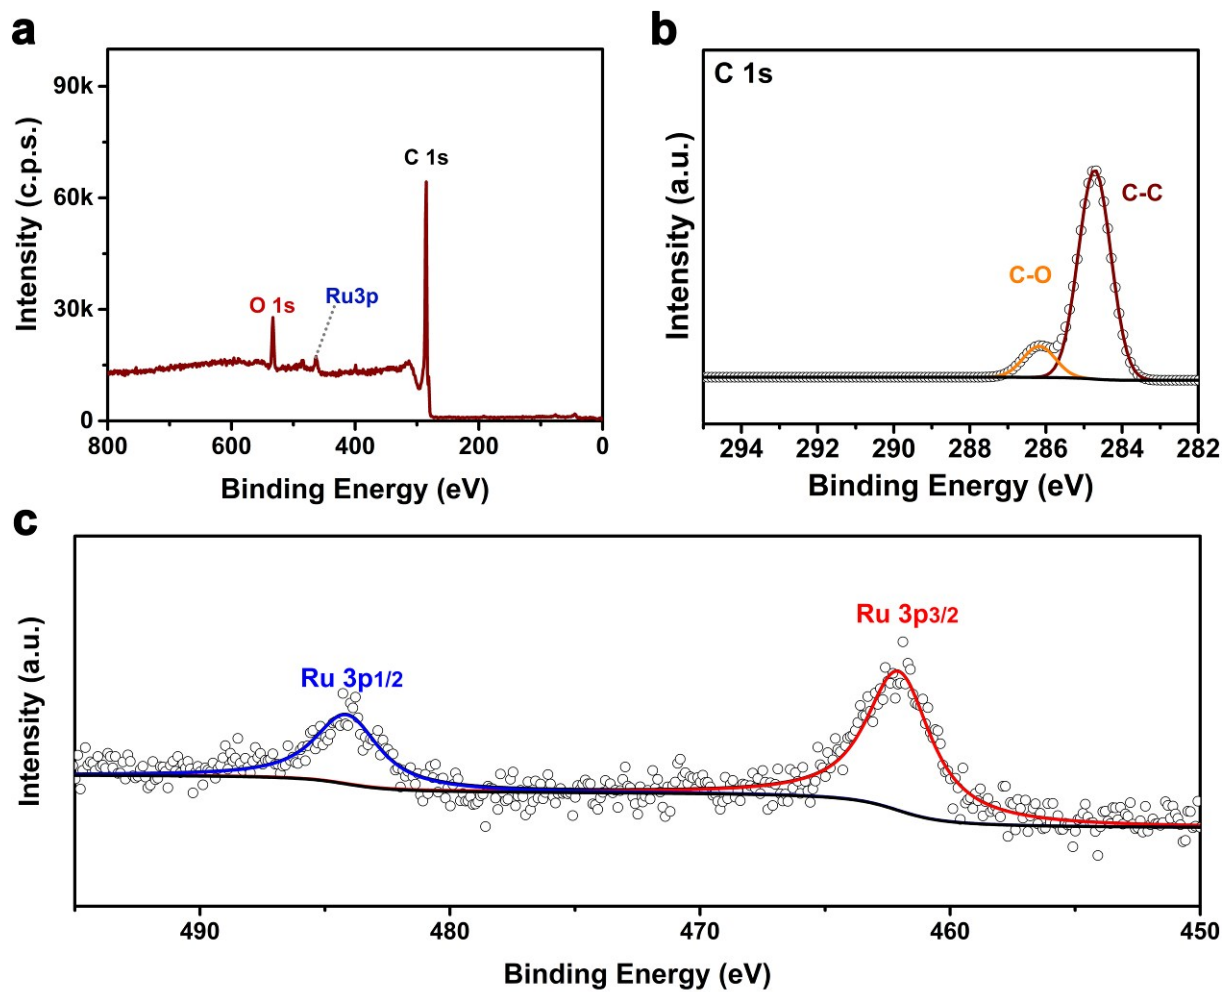 a
90k
60k
30k
0
Intensity (c.p.s.)
C 1s
O 1s
Ru3p
800 600 400 200 0
Binding Energy (eV)
b
C 1s
C-C
C-O
Intensity (a.u.)
294 292 290 288 286 284 282
Binding Energy (eV)
c
Ru 3p3/2
Ru 3p1/2
Intensity (a.u.)
490 480 470 460 450
Binding Energy (eV)